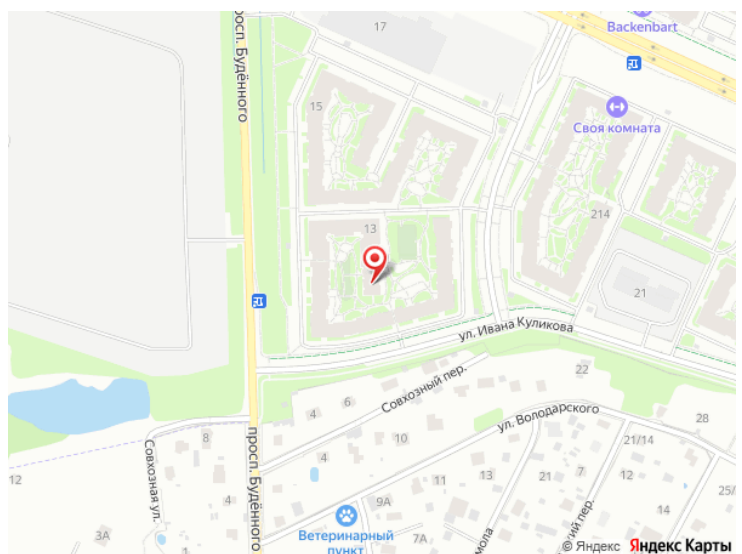 просп. Будённого
17
Backenbart
15
Своя комната
13
214
21
ул. Ивана Куликова
Совхозный пер.
22
6
4
4
ул. Володарского
28
8
Совхозная ул.
просп. Будённого
10
21/14
12
4
11
13
21
7
12
25/
9А
14
3А
Ветеринарный
пункт
7А
© Яндекс Яндекс Карты